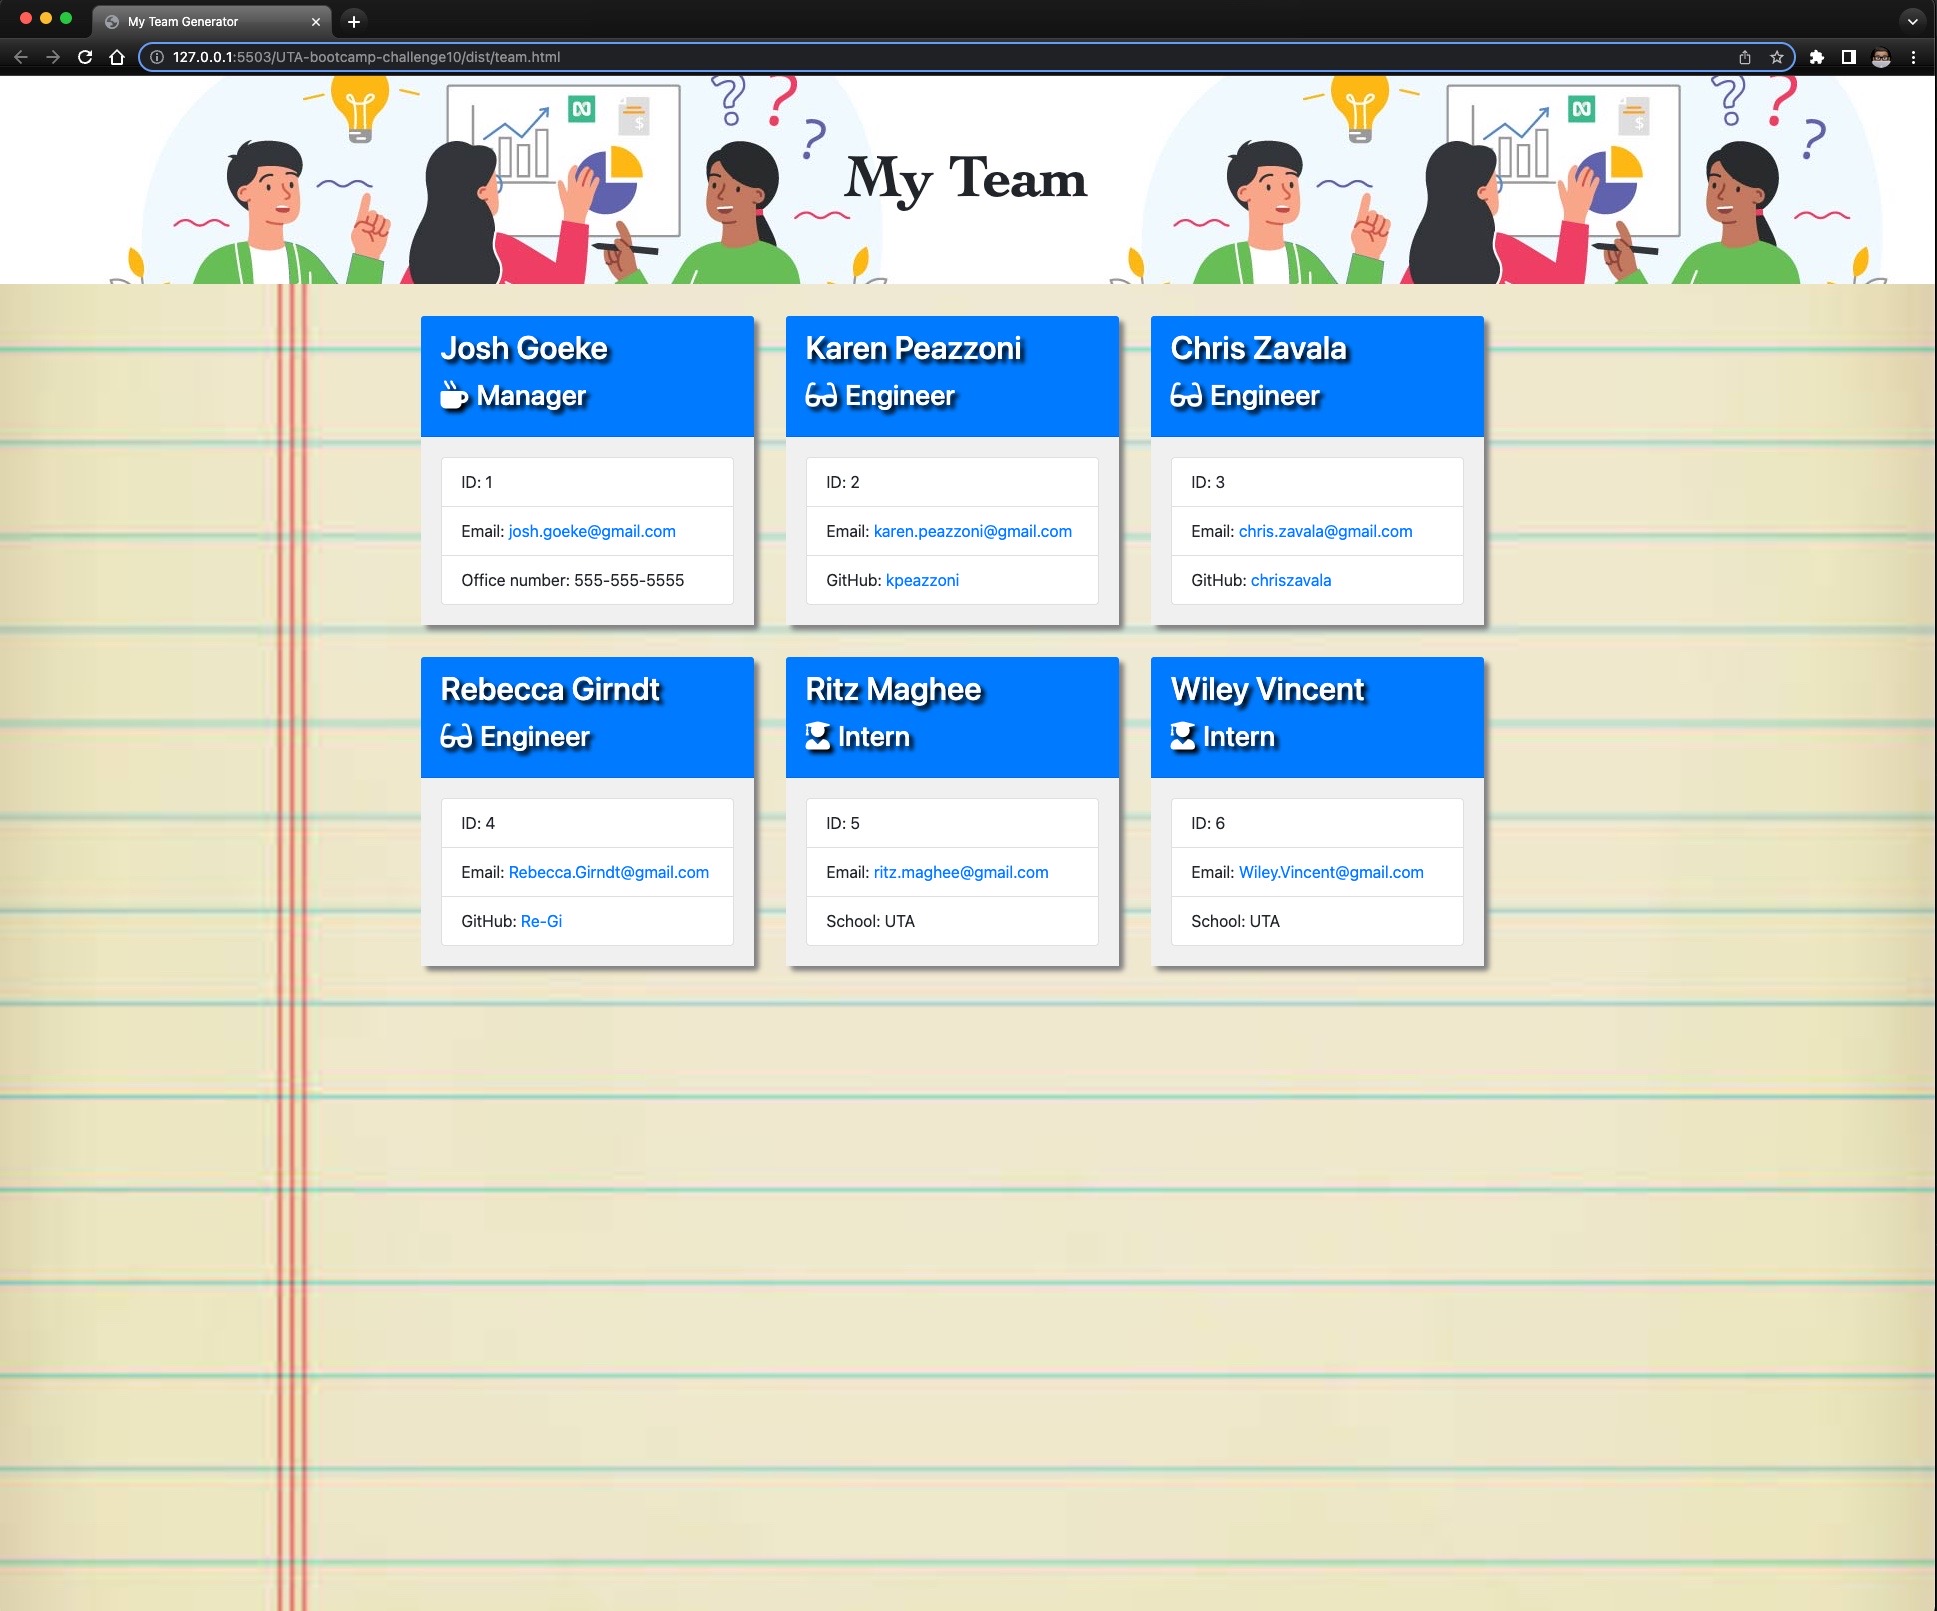 My Team Generator
127.0.0.1:5503/UTA-bootcamp-challenge10/dist/team.html
My Team
Josh Goeke
Manager
ID: 1
Email: josh.goeke@gmail.com
Office number: 555-555-5555
Karen Peazzoni
Engineer
ID: 2
Email: karen.peazzoni@gmail.com
GitHub: kpeazzoni
Chris Zavala
Engineer
ID: 3
Email: chris.zavala@gmail.com
GitHub: chriszavala
Rebecca Girndt
Engineer
ID: 4
Email: Rebecca.Girndt@gmail.com
GitHub: Re-Gi
Ritz Maghee
Intern
ID: 5
Email: ritz.maghee@gmail.com
School: UTA
Wiley Vincent
Intern
ID: 6
Email: Wiley.Vincent@gmail.com
School: UTA